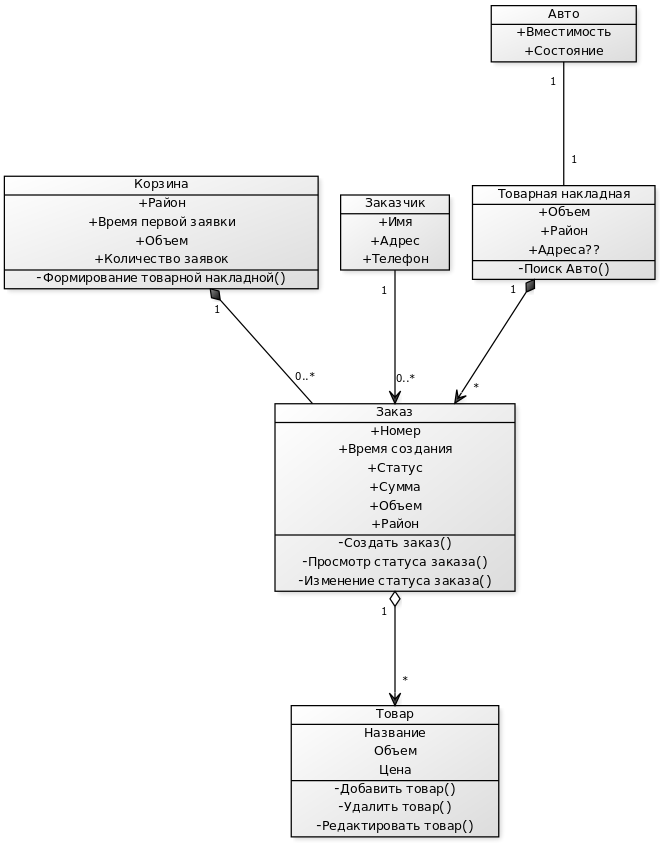 Авто
+Вместимость
+Состояние
1
1
Корзина
+Район
+Время первой заявки
+Объем
+Количество заявок
-Формирование товарной накладной()
1
0..*
Заказчик
+Имя
+Адрес
+Телефон
1
0..*
Товарная накладная
+Объем
+Район
+Адреса??
-Поиск Авто()
1
*
Заказ
+Номер
+Время создания
+Статус
+Сумма
+Объем
+Район
-Создать заказ()
-Просмотр статуса заказа()
-Изменение статуса заказа()
1
*
Товар
Название
Объем
Цена
-Добавить товар()
-Удалить товар()
-Редактировать товар()